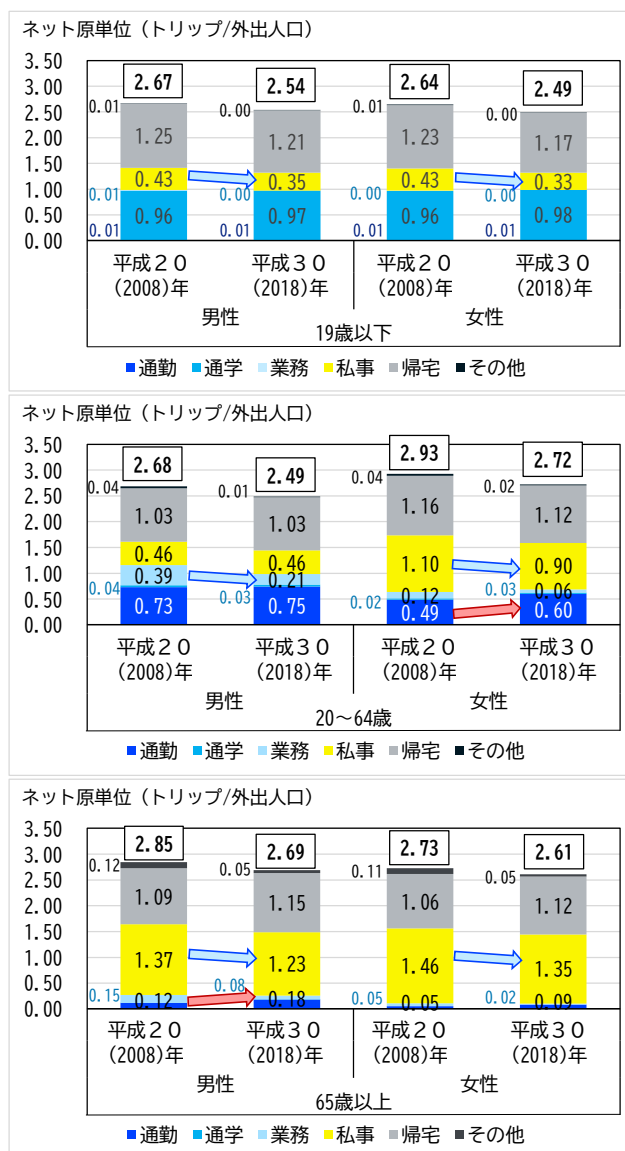 ネット原単位（トリップ/外出人口）
3.50
3.00
2.50
2.00
1.50
1.00
0.50
0.00
2.67 2.54 2.64 2.49
0.01 0.00 0.01 0.00
1.25 1.21 1.23 1.17
0.43 0.35 0.43 0.33
0.01 0.00 0.00 0.00
0.96 0.97 0.96 0.98
0.01 0.01 0.01 0.01
平成２０ 平成３０ 平成２０ 平成３０
(2008)年 (2018)年 (2008)年 (2018)年
男性 女性
19歳以下
■通勤 ■通学 ■業務 ■私事 ■帰宅 ■その他
ネット原単位（トリップ/外出人口）
3.50
3.00
2.50
2.00
1.50
1.00
0.50
0.00
2.68 2.49 2.93 2.72
0.04 0.01 0.04 0.02
1.03 1.03 1.16 1.12
0.46 0.46 1.10 0.90
0.39 0.21 0.12 0.06
0.04 0.03 0.02 0.03
0.73 0.75 0.49 0.60
平成２０ 平成３０ 平成２０ 平成３０
(2008)年 (2018)年 (2008)年 (2018)年
男性 女性
20～64歳
■通勤 ■通学 ■業務 ■私事 ■帰宅 ■その他
ネット原単位（トリップ/外出人口）
3.50
3.00
2.50
2.00
1.50
1.00
0.50
0.00
2.85 2.69 2.73 2.61
0.12 0.05 0.11 0.05
1.09 1.15 1.06 1.12
1.37 1.23 1.46 1.35
0.15 0.08 0.05 0.02
0.12 0.18 0.05 0.09
平成２０ 平成３０ 平成２０ 平成３０
(2008)年 (2018)年 (2008)年 (2018)年
男性 女性
65歳以上
■通勤 ■通学 ■業務 ■私事 ■帰宅 ■その他